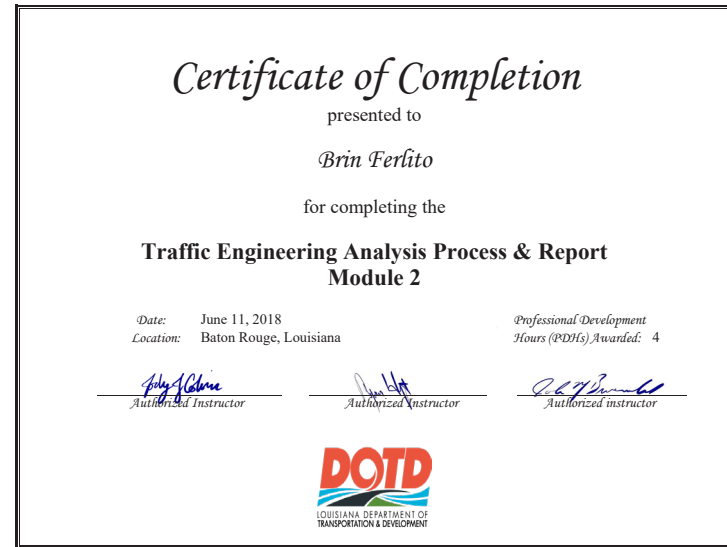 Certificate of Completion
presented to
Brin Ferlito
for completing the
Traffic Engineering Analysis Process & Report
Module 2
Date: June 11, 2018
Location: Baton Rouge, Louisiana
Professional Development
Hours (PDHs) Awarded: 4
Authorized Instructor
Authorized Instructor
Authorized instructor
DOTD
LOUISIANA DEPARTMENT OF
TRANSPORTATION & DEVELOPMENT